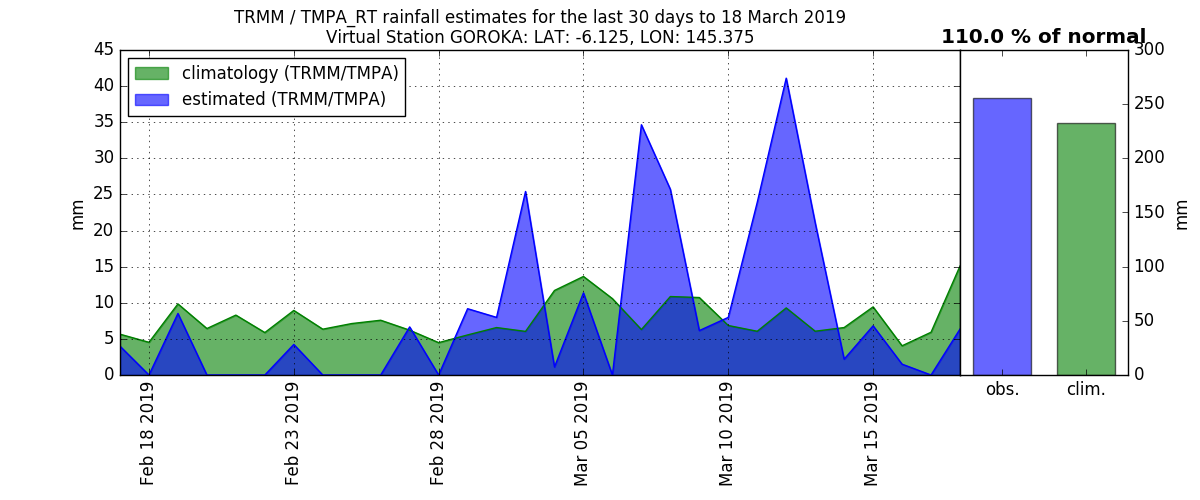 TRMM / TMPA_RT rainfall estimates for the last 30 days to 18 March 2019
Virtual Station GOROKA: LAT: -6.125, LON: 145.375
110.0 % of normal
climatology (TRMM/TMPA)
estimated (TRMM/TMPA)
mm
45
40
35
30
25
20
15
10
5
0
Feb 18 2019
Feb 23 2019
Feb 28 2019
Mar 05 2019
Mar 10 2019
Mar 15 2019
300
250
200
150
100
50
0
mm
obs.
clim.